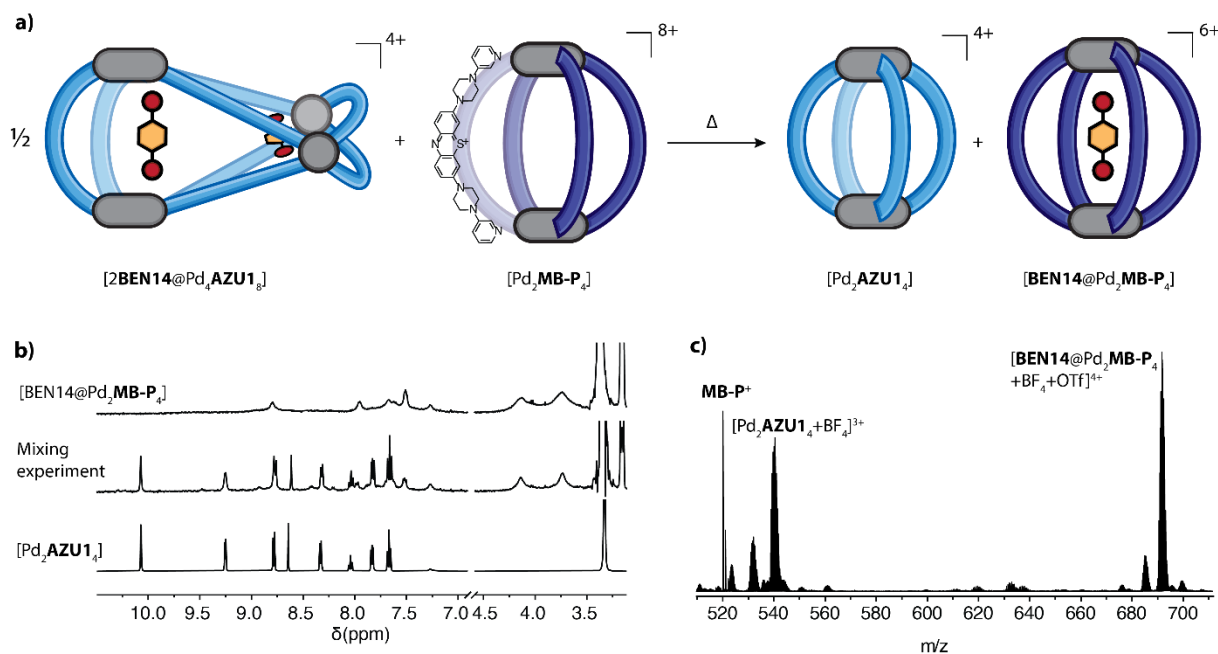 a)
4+
8+
4+
6+
½
+
N
N
N
N
S⁺
N
N
N
N
Δ
+
[2BEN14@Pd₄AZU1₈]
[Pd₂MB-P₄]
[Pd₂AZU1₄]
[BEN14@Pd₂MB-P₄]
b)
[BEN14@Pd₂MB-P₄]
Mixing
experiment
[Pd₂AZU1₄]
10.0 9.5 9.0 8.5 8.0 7.5 7.0 4.5 4.0 3.5
δ(ppm)
c)
MB-P⁺
[Pd₂AZU1₄+BF₄]³⁺
[BEN14@Pd₂MB-P₄
+BF₄+OTf]⁴⁺
520 540 560 580 600 620 640 660 680 700
m/z